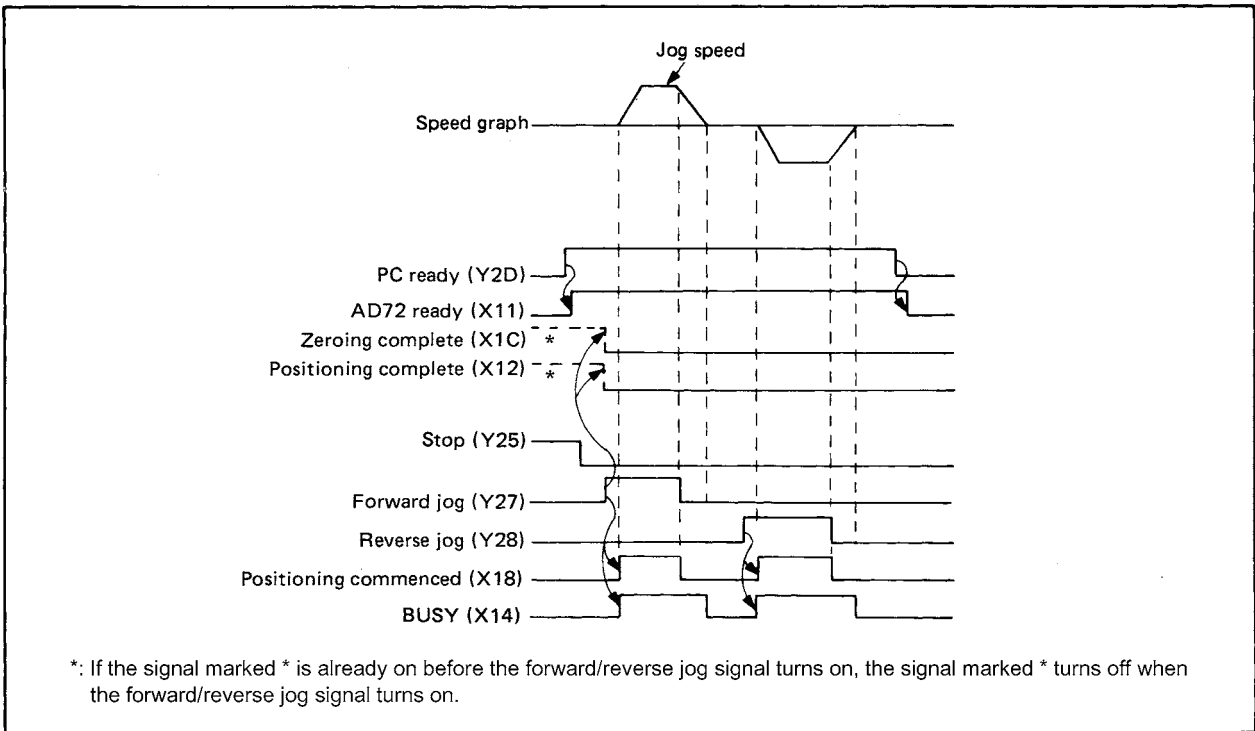 Jog speed
Speed graph
PC ready (Y2D)
AD72 ready (X11)
Zeroing complete (X1C)
*
Positioning complete (X12)
*
Stop (Y25)
Forward jog (Y27)
Reverse jog (Y28)
Positioning commenced (X18)
BUSY (X14)
*: If the signal marked * is already on before the forward/reverse jog signal turns on, the signal marked * turns off when
the forward/reverse jog signal turns on.